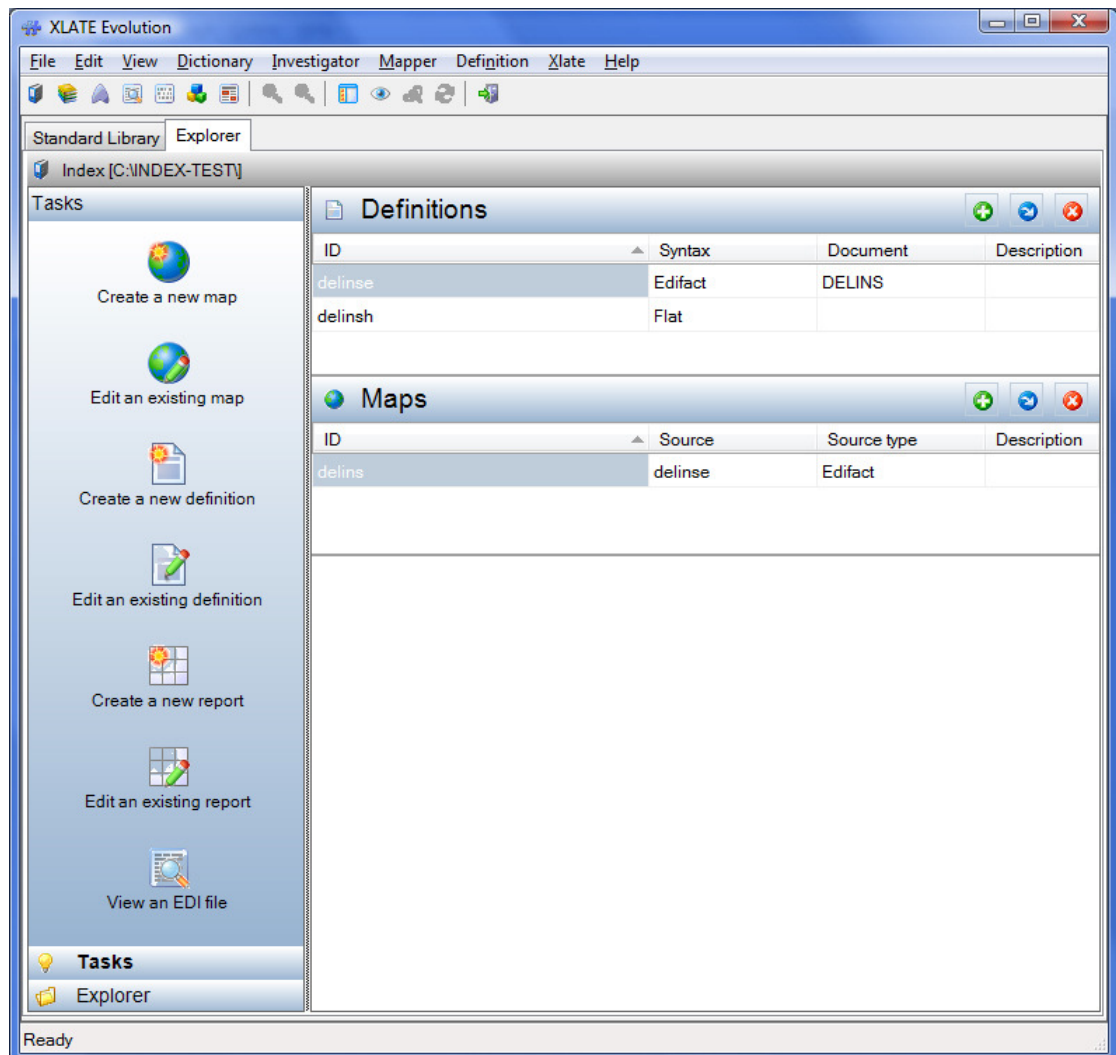 XLATE Evolution
File Edit View Dictionary Investigator Mapper Definition Xlate Help
Standard Library Explorer
Index [C:\INDEX-TEST\]
Tasks
Create a new map
Edit an existing map
Create a new definition
Edit an existing definition
Create a new report
Edit an existing report
View an EDI file
Tasks
Explorer
Definitions
ID Syntax Document Description
delinse Edifact DELINS
delinsh Flat
Maps
ID Source Source type Description
delins delinse Edifact
Ready